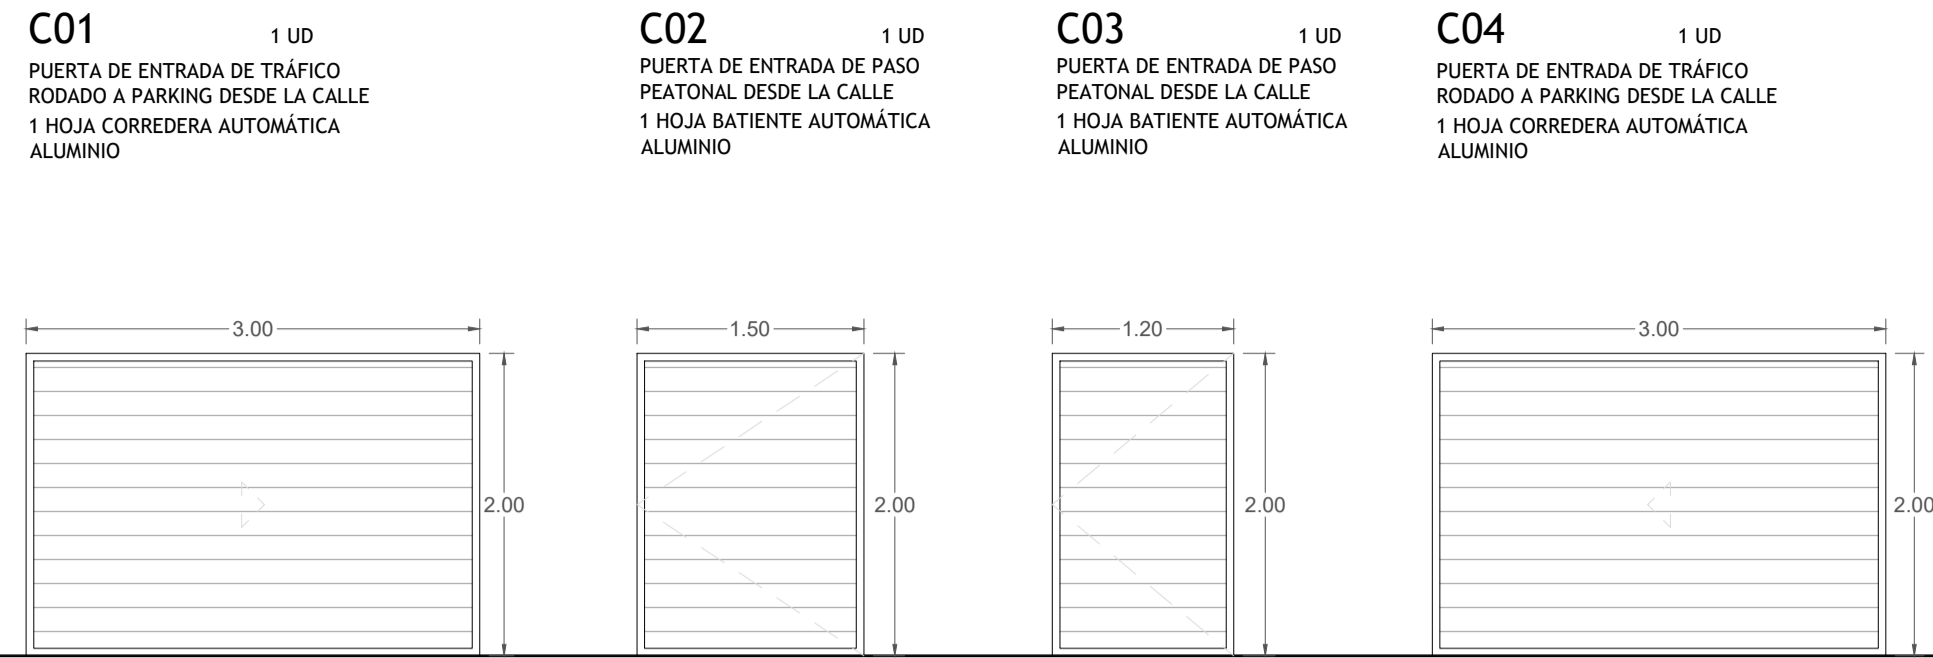 C01 1 UD
PUERTA DE ENTRADA DE TRÁFICO
RODADO A PARKING DESDE LA CALLE
1 HOJA CORREDERA AUTOMÁTICA
ALUMINIO
3.00
2.00
C02 1 UD
PUERTA DE ENTRADA DE PASO
PEATONAL DESDE LA CALLE
1 HOJA BATIENTE AUTOMÁTICA
ALUMINIO
1.50
2.00
C03 1 UD
PUERTA DE ENTRADA DE PASO
PEATONAL DESDE LA CALLE
1 HOJA BATIENTE AUTOMÁTICA
ALUMINIO
1.20
2.00
C04 1 UD
PUERTA DE ENTRADA DE TRÁFICO
RODADO A PARKING DESDE LA CALLE
1 HOJA CORREDERA AUTOMÁTICA
ALUMINIO
3.00
2.00